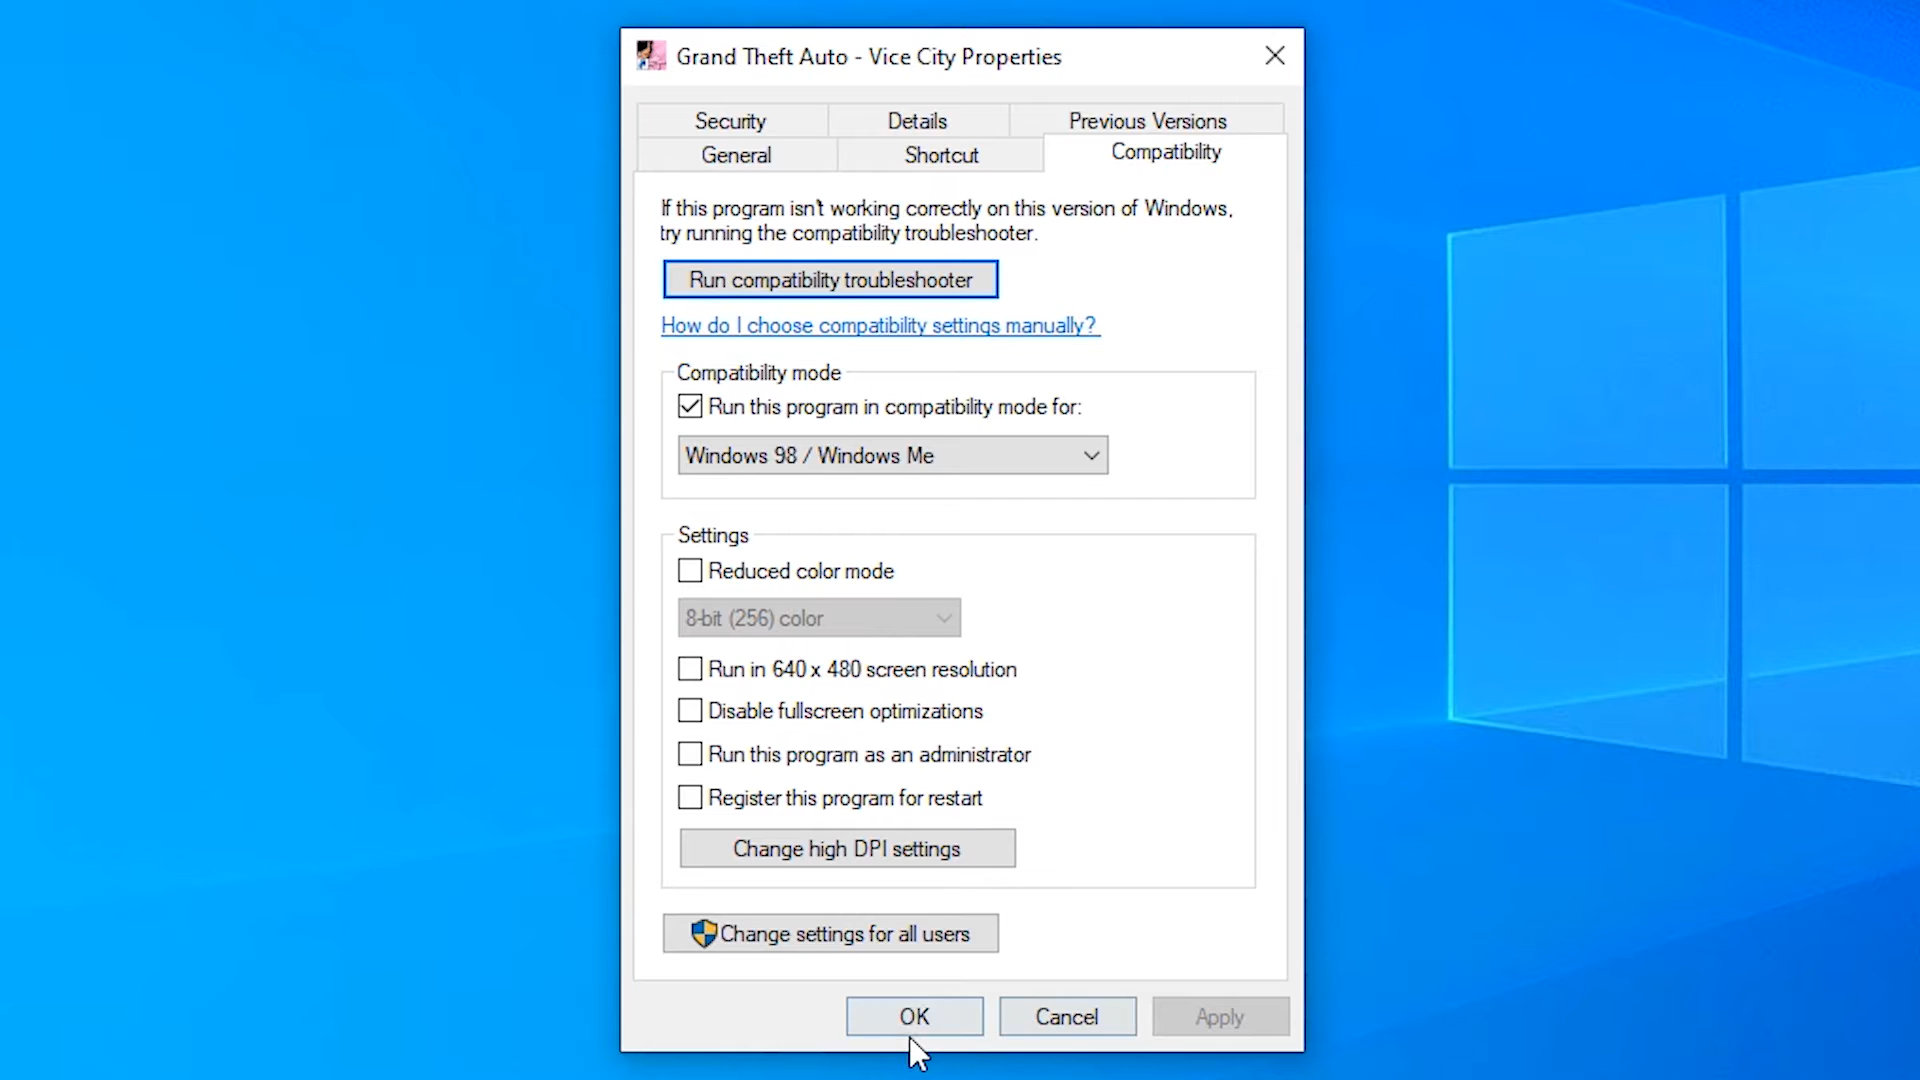 Grand Theft Auto - Vice City Properties
Security
Details
Previous Versions
General
Shortcut
Compatibility
If this program isn't working correctly on this version of Windows,
try running the compatibility troubleshooter.
Run compatibility troubleshooter
How do I choose compatibility settings manually?
Compatibility mode
Run this program in compatibility mode for:
Windows 98 / Windows Me
Settings
Reduced color mode
8-bit (256) color
Run in 640 x 480 screen resolution
Disable fullscreen optimizations
Run this program as an administrator
Register this program for restart
Change high DPI settings
Change settings for all users
OK
Cancel
Apply